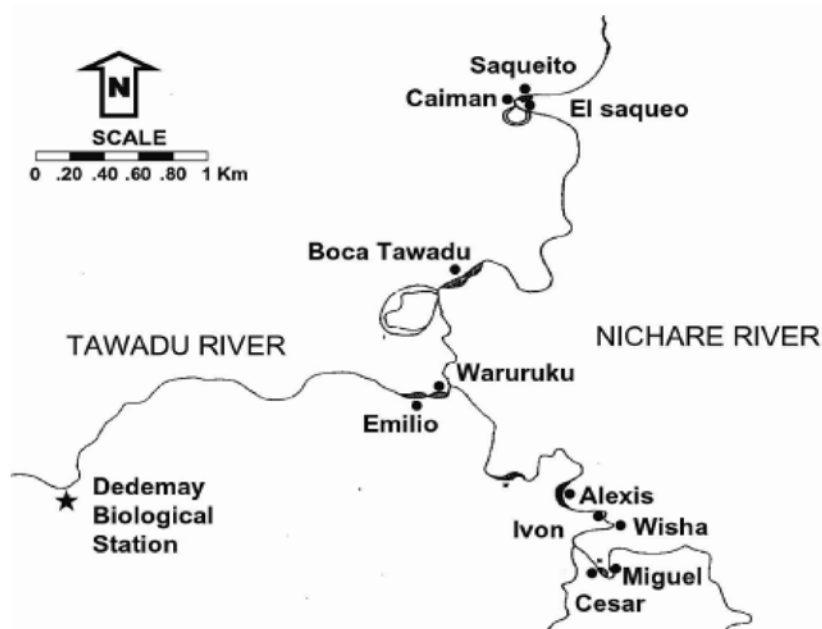 N
SCALE
0 .20 .40 .60 .80 1 Km
Saqueito
Caiman
El saqueo
Boca Tawadu
TAWADU RIVER
NICHARE RIVER
Waruruku
Emilio
Dedemay
Biological
Station
Alexis
Ivon
Wisha
Miguel
Cesar